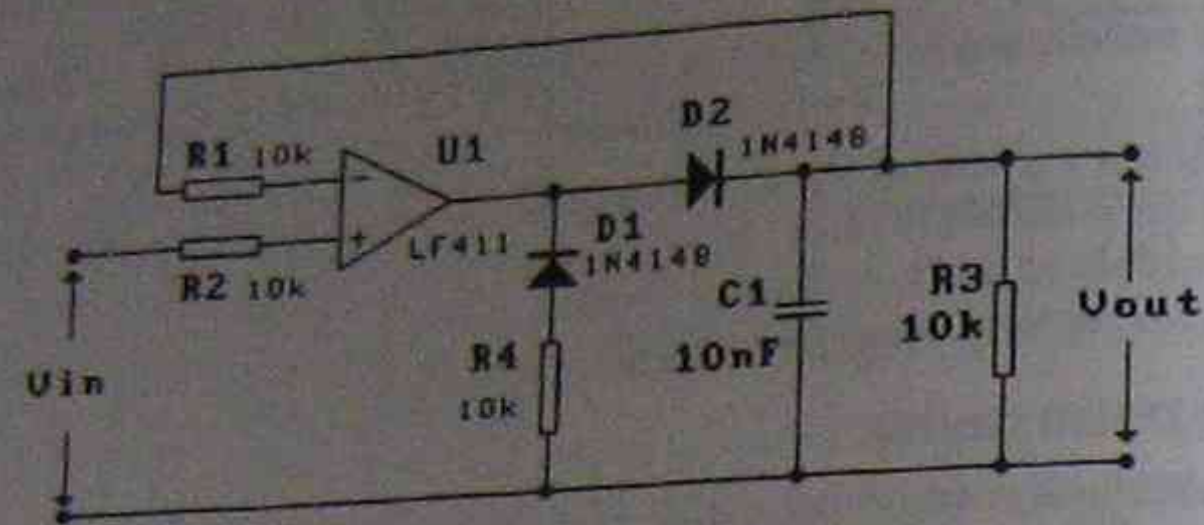 D2
1N4148
R1 10k
U1
-
+
LF411
D1
1N4148
R2 10k
C1
10nF
R3
10k
Vout
R4
10k
Vin